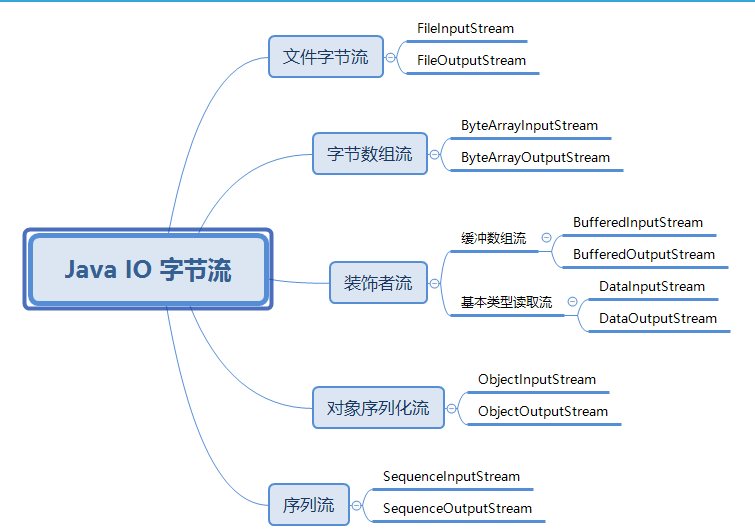 Java IO 字节流
文件字节流
FileInputStream
FileOutputStream
字节数组流
ByteArrayInputStream
ByteArrayOutputStream
装饰者流
缓冲数组流
BufferedInputStream
BufferedOutputStream
基本类型读取流
DataInputStream
DataOutputStream
对象序列化流
ObjectInputStream
ObjectOutputStream
序列流
SequenceInputStream
SequenceOutputStream